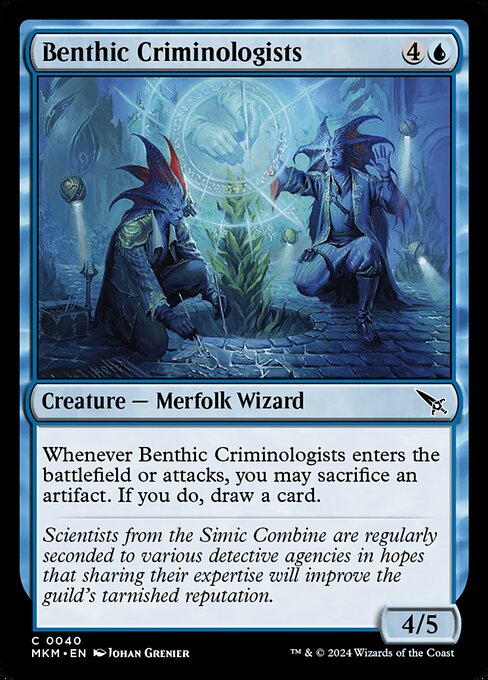 Benthic Criminologists 4
Creature — Merfolk Wizard
Whenever Benthic Criminologists enters the
battlefield or attacks, you may sacrifice an
artifact. If you do, draw a card.
Scientists from the Simic Combine are regularly
seconded to various detective agencies in hopes
that sharing their expertise will improve the
guild's tarnished reputation.
4/5
C 0040
MKM • EN Johan Grenier
™ & © 2024 Wizards of the Coast